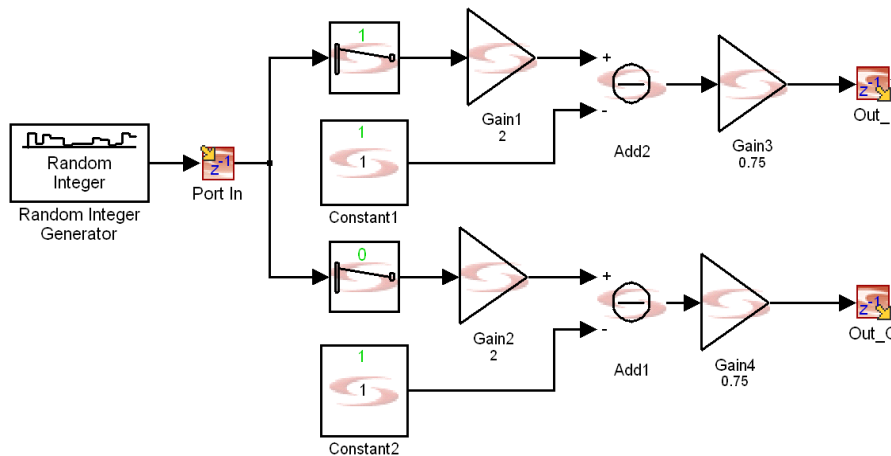 1
Gain1
2
+
-
Add2
Gain3
0.75
z-1
Out_
Random
Integer
Random Integer
Generator
z-1
Port In
1
1
Constant1
0
Gain2
2
+
-
Add1
Gain4
0.75
z-1
Out_
1
1
Constant2